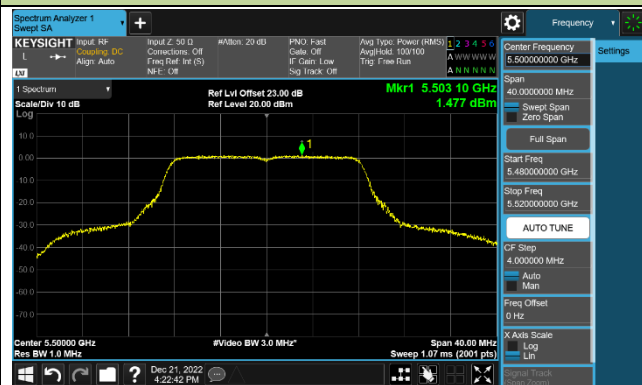 Spectrum Analyzer 1
Swept SA
+
Frequency
KEYSIGHT
Input: RF
Coupling: DC
Align: Auto
Input Z: 50 Ω
Corrections: Off
Freq Ref: Int (S)
NFE: Off
#Atten: 20 dB
PNO: Fast
Gate: Off
IF Gain: Low
Sig Track: Off
Avg Type: Power (RMS)
Avg|Hold: 100/100
Trig: Free Run
1 2 3 4 5 6
A W W W W W
A N N N N N
L
LXI
1 Spectrum
Scale/Div 10 dB
Log
Ref Lvl Offset 23.00 dB
Ref Level 20.00 dBm
Mkr1 5.503 10 GHz
1.477 dBm
1
10.0
0.00
-10.0
-20.0
-30.0
-40.0
-50.0
-60.0
-70.0
Center 5.50000 GHz
Res BW 1.0 MHz
#Video BW 3.0 MHz*
Span 40.00 MHz
Sweep 1.07 ms (2001 pts)
Center Frequency
5.500000000 GHz
Settings
Span
40.0000000 MHz
Swept Span
Zero Span
Full Span
Start Freq
5.480000000 GHz
Stop Freq
5.520000000 GHz
AUTO TUNE
CF Step
4.000000 MHz
Auto
Man
Freq Offset
0 Hz
X Axis Scale
Log
Lin
Signal Track
(Span Zoom)
?
Dec 21, 2022
4:22:42 PM